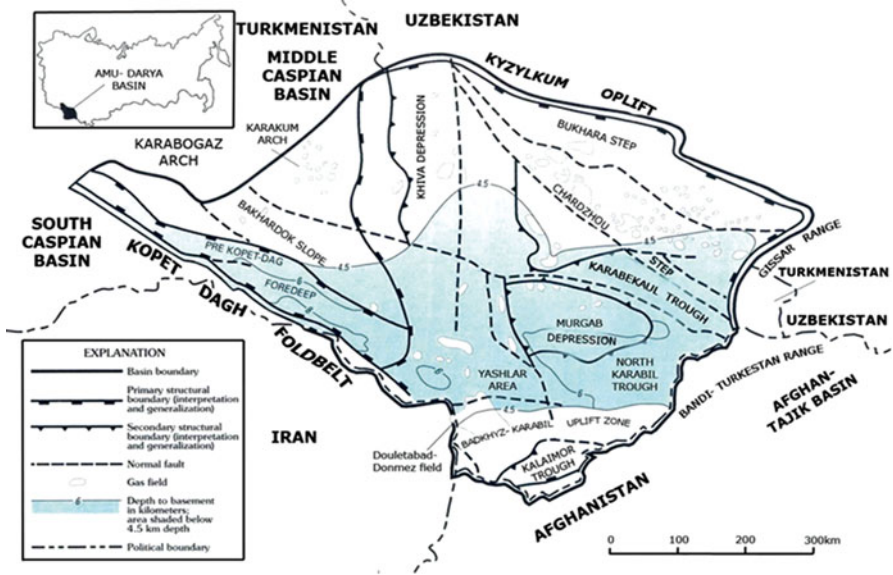 TURKMENISTAN
UZBEKISTAN
AMU- DARYA
BASIN
MIDDLE
CASPIAN
BASIN
KYZYLKUM
OPLIFT
KARABOGAZ
ARCH
KARAKUM
ARCH
KHIVA DEPRESSION
BUKHARA STEP
CHARDZHOU
STEP
BAKHARDOK SLOPE
4.5
4.5
4.5
SOUTH
CASPIAN
BASIN
PRE KOPET-DAG
FOREDEEP
6
8
KOPET
DAGH
FOLDBELT
GISSAR RANGE
TURKMENISTAN
UZBEKISTAN
KARABEKAUL TROUGH
MURGAB
DEPRESSION
8
6
YASHLAR
AREA
NORTH
KARABIL
TROUGH
6
BANDI- TURKESTAN RANGE
AFGHAN-
TAJIK BASIN
4.5
BADKHYZ- KARABIL
UPLIFT ZONE
Douletabad-
Donmez field
KALAIMOR
TROUGH
IRAN
AFGHANISTAN
EXPLANATION
Basin boundary
Primary structural
boundary (interpretation
and generalization)
Secondary structural
boundary (interpretation
and generalization)
Normal fault
Gas field
6
Depth to basement
in kilometers;
area shaded below
4.5 km depth
Political boundary
0
100
200
300km